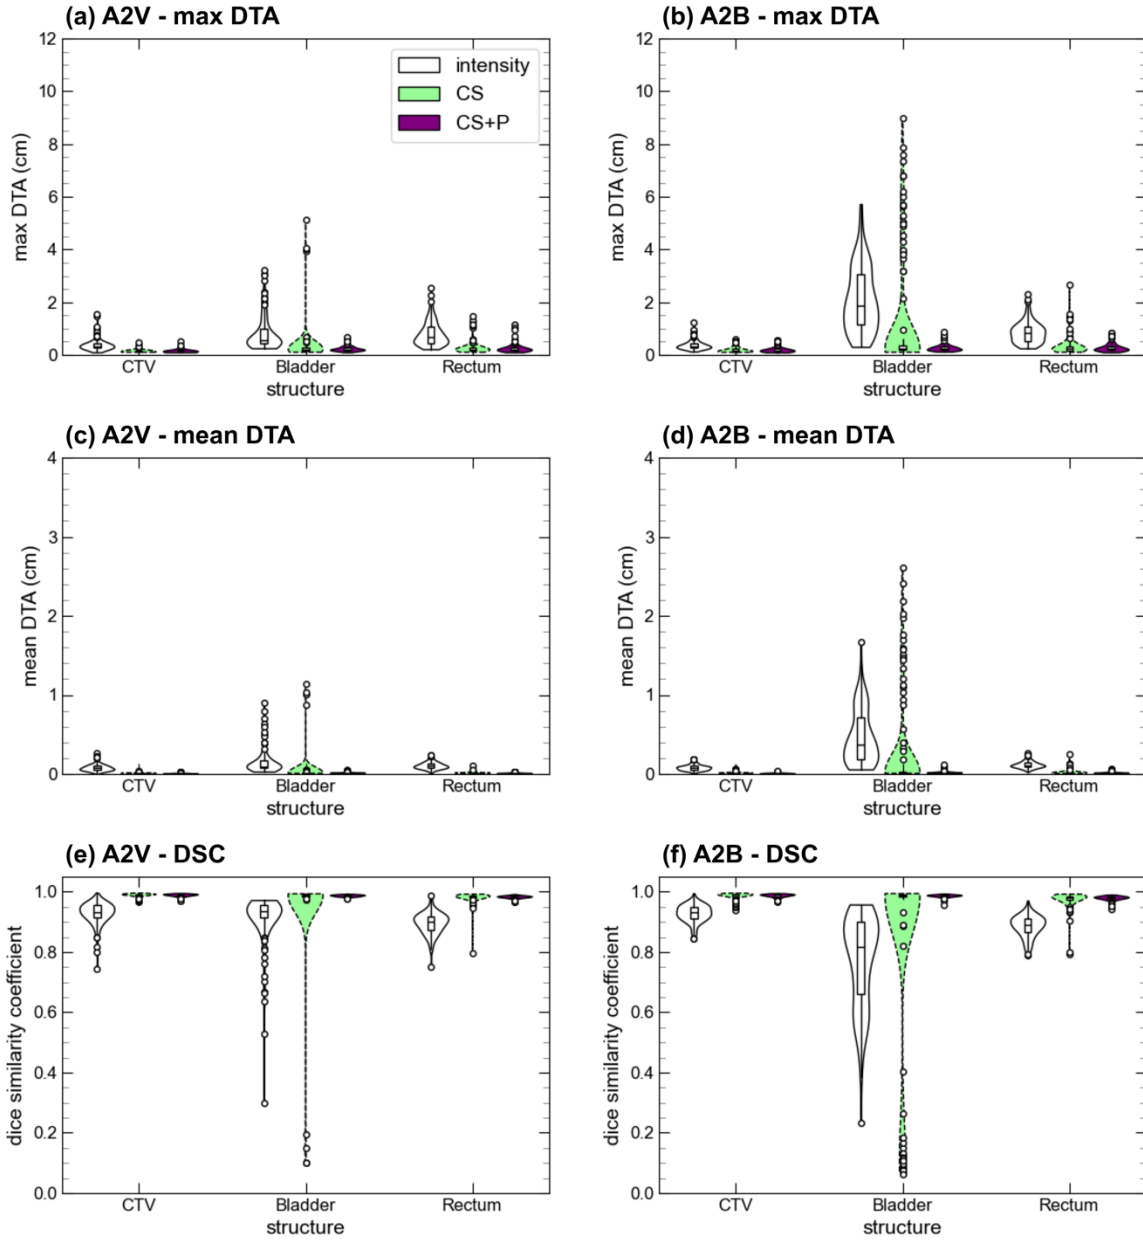 (a) A2V - max DTA
12
10
8
6
4
2
0
max DTA (cm)
intensity
CS
CS+P
CTV
Bladder
Rectum
structure
(b) A2B - max DTA
12
10
8
6
4
2
0
max DTA (cm)
CTV
Bladder
Rectum
structure
(c) A2V - mean DTA
4
3
2
1
0
mean DTA (cm)
CTV
Bladder
Rectum
structure
(d) A2B - mean DTA
4
3
2
1
0
mean DTA (cm)
CTV
Bladder
Rectum
structure
(e) A2V - DSC
1.0
0.8
0.6
0.4
0.2
0.0
dice similarity coefficient
CTV
Bladder
Rectum
structure
(f) A2B - DSC
1.0
0.8
0.6
0.4
0.2
0.0
dice similarity coefficient
CTV
Bladder
Rectum
structure